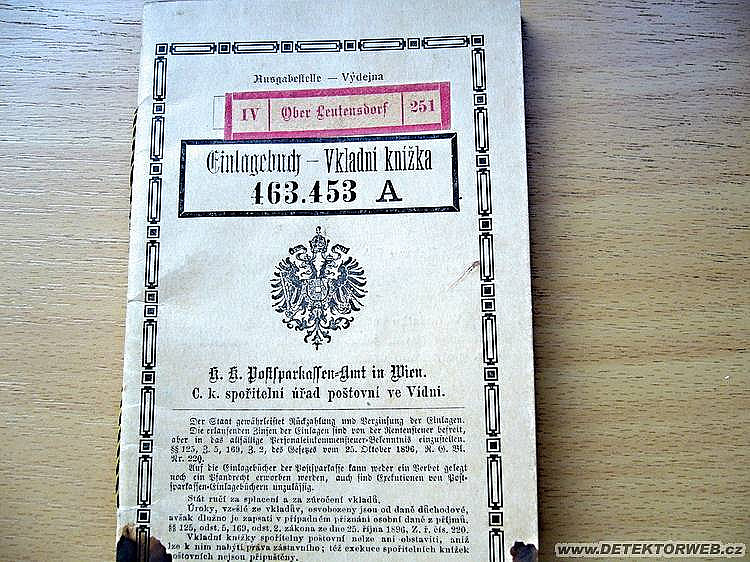 Ausgabestelle — Výdejna
IV Ober Leutensdorf 251
Einlagebuch – Vkladní knížka
463.453 A
K. K. Postsparkassen-Amt in Wien.
C. k. spořitelní úřad poštovní ve Vídni.
Der Staat gewährleistet Rückzahlung und Verzinsung der Einlagen.
Die erlaufenden Zinsen der Einlagen sind von der Rentensteuer befreit,
aber in das allfällige Personaleinkommensteuer-Bekenntnis einzustellen.
§§ 125, Z. 5, 169, Z. 2, des Gesetzes vom 25. Oktober 1896, R. G. Bl.
Nr. 220.
Auf die Einlagebücher der Postsparkasse kann weder ein Verbot gelegt
noch ein Pfandrecht erworben werden, auch sind Exekutionen von Post-
sparkassen-Einlagebüchern unzulässig.
Stát ručí za splacení a za zúročení vkladů.
Úroky, vzešlé ze vkladův, osvobozeny jsou od daně důchodové,
avšak dlužno je zapsati v případném přiznání osobní daně z příjmů.
§§ 125, odst. 5, 169, odst. 2, zákona ze dne 25. října 1896, Z. ř. čís. 220.
Vkladní knížky spořitelny poštovní nelze ani obstaviti, aniž
lze k nim nabýti práva zástavního; též exekuce spořitelních knížek
poštovních nejsou připuštěny.
www.DETEKTORWEB.cz